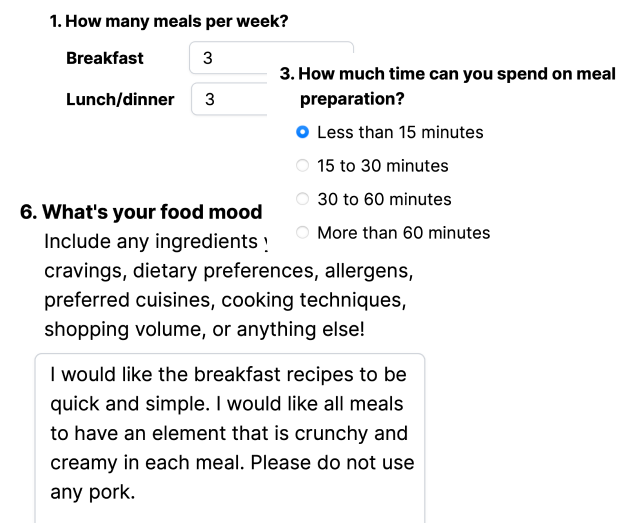 1. How many meals per week?
Breakfast 3
Lunch/dinner 3
3. How much time can you spend on meal
preparation?
Less than 15 minutes
15 to 30 minutes
30 to 60 minutes
More than 60 minutes
6. What's your food mood
Include any ingredients
cravings, dietary preferences, allergens,
preferred cuisines, cooking techniques,
shopping volume, or anything else!
I would like the breakfast recipes to be
quick and simple. I would like all meals
to have an element that is crunchy and
creamy in each meal. Please do not use
any pork.